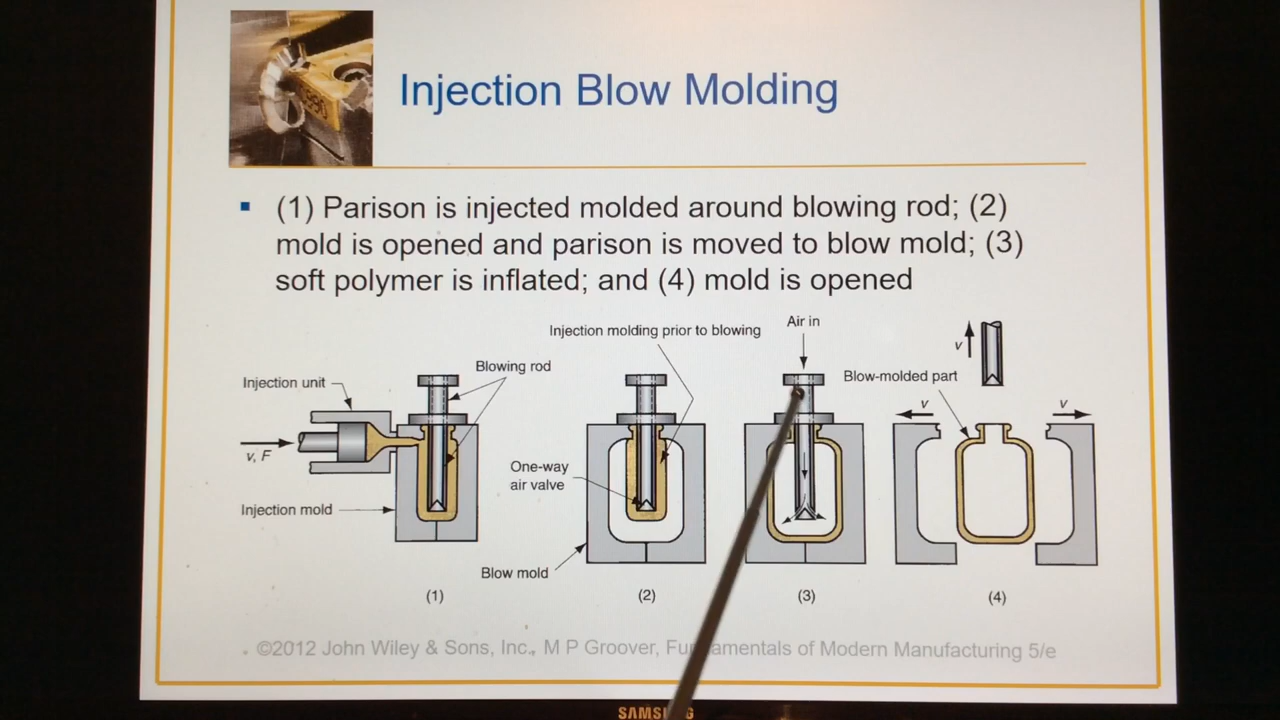 Injection Blow Molding
▪ (1) Parison is injected molded around blowing rod; (2)
mold is opened and parison is moved to blow mold; (3)
soft polymer is inflated; and (4) mold is opened
Injection molding prior to blowing
Air in
v
Blowing rod
Blow-molded part
Injection unit
v
v
v, F
One-way
air valve
Injection mold
Blow mold
(1)
(2)
(3)
(4)
©2012 John Wiley & Sons, Inc., M P Groover, of Modern Manufacturing 5/e